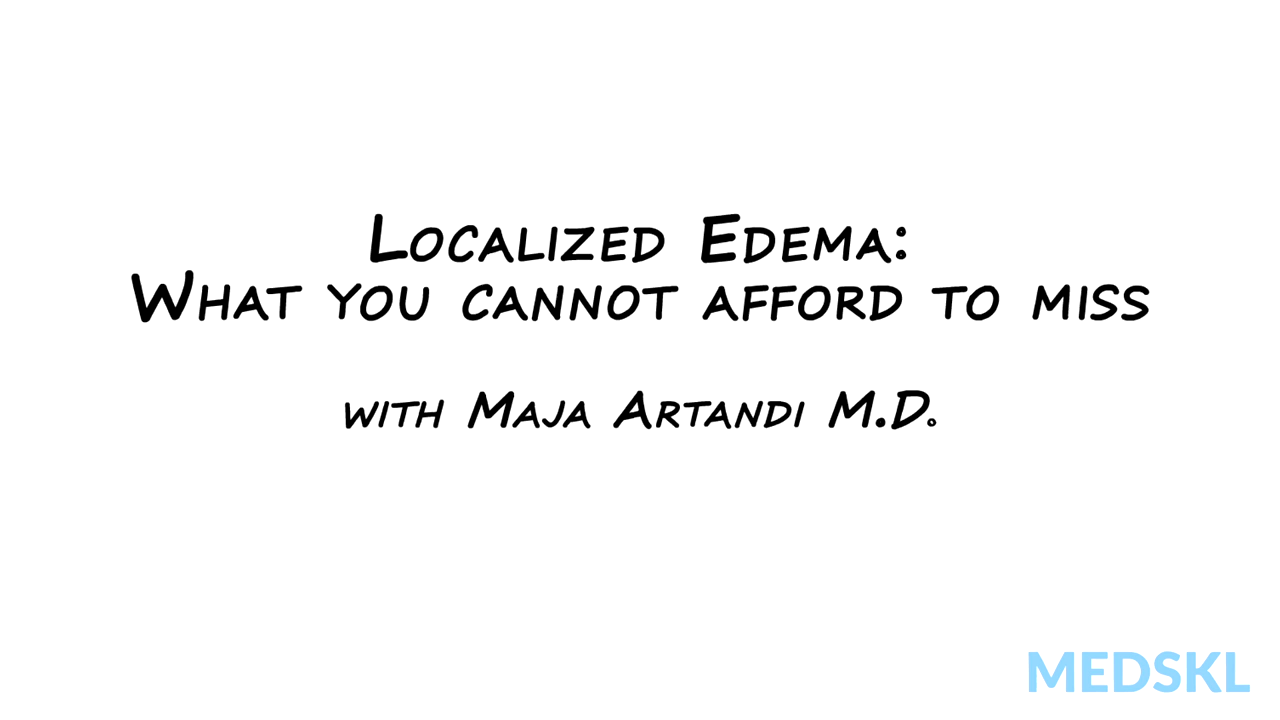 Localized Edema:
What you cannot afford to miss
with Maja Artandi M.D.
MEDSKL